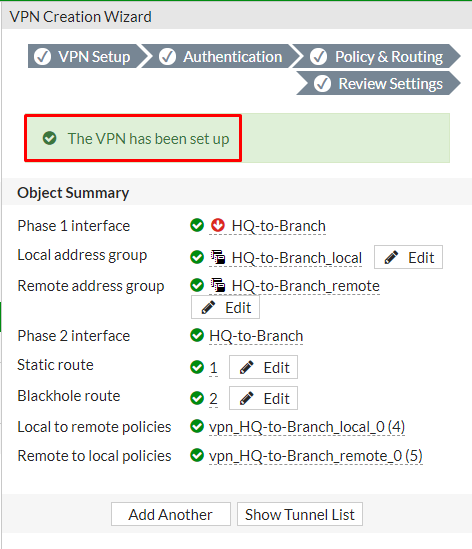 VPN Creation Wizard
VPN Setup Authentication Policy & Routing
Review Settings
The VPN has been set up
Object Summary
Phase 1 interface HQ-to-Branch
Local address group HQ-to-Branch_local Edit
Remote address group HQ-to-Branch_remote
Edit
Phase 2 interface HQ-to-Branch
Static route 1 Edit
Blackhole route 2 Edit
Local to remote policies vpn_HQ-to-Branch_local_0 (4)
Remote to local policies vpn_HQ-to-Branch_remote_0 (5)
Add Another Show Tunnel List